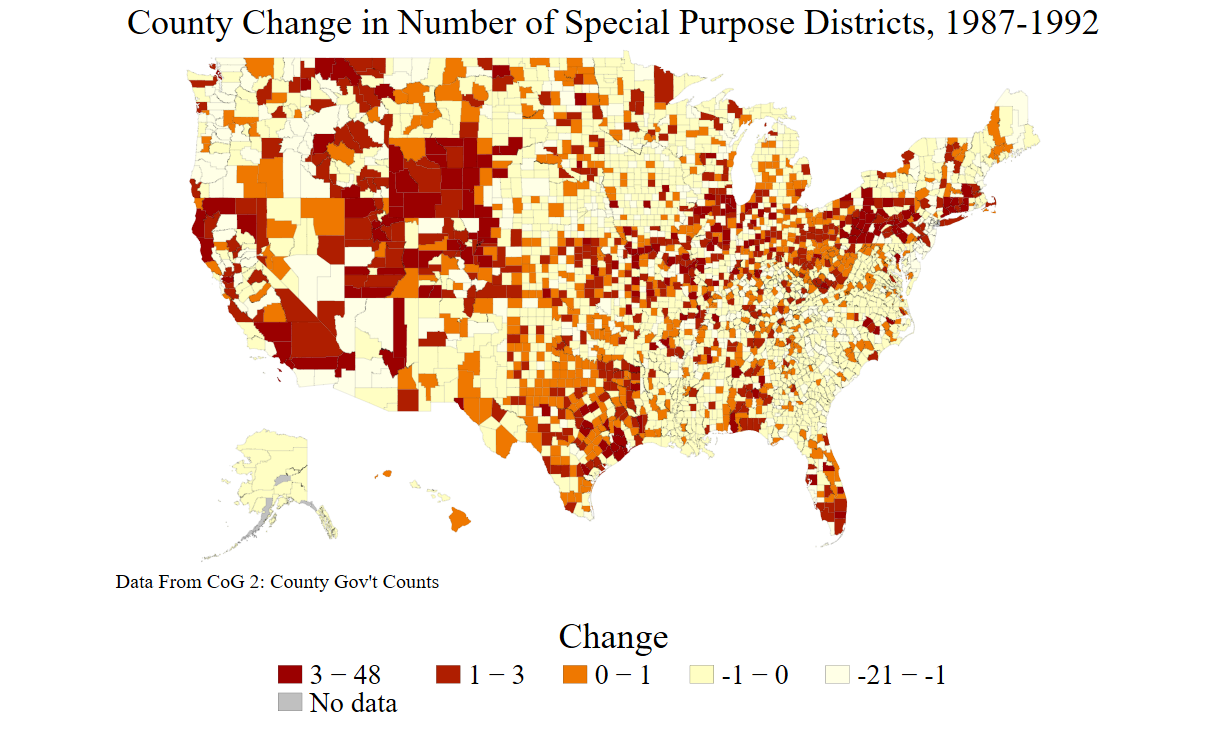 County Change in Number of Special Purpose Districts, 1987-1992
Data From CoG 2: County Gov't Counts
Change
3 − 48 1 − 3 0 − 1 -1 − 0 -21 − -1
No data